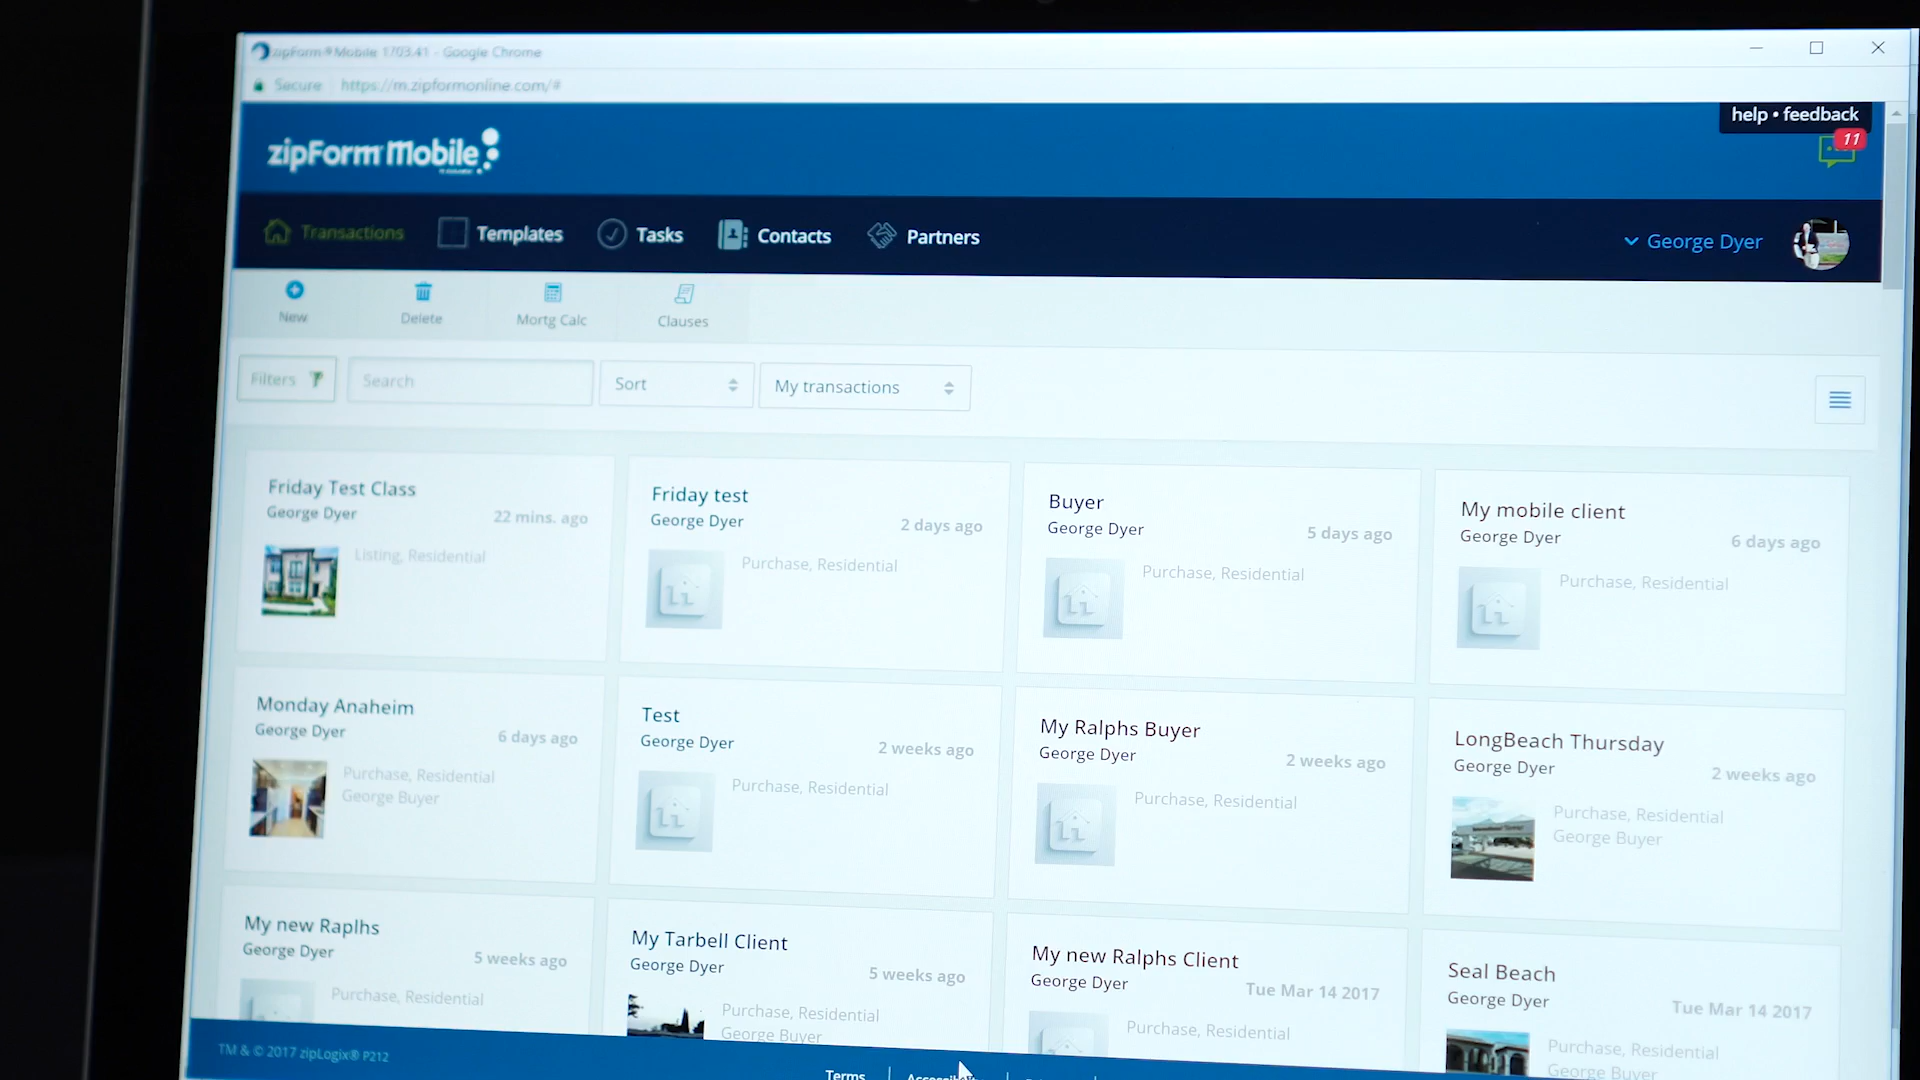 zipForm®Mobile 1703.41 - Google Chrome
Secure https://m.zipformonline.com/#
help • feedback
11
zipForm Mobile
Transactions Templates Tasks Contacts Partners George Dyer
New Delete Mortg Calc Clauses
Filters Search Sort My transactions
Friday Test Class
George Dyer 22 mins. ago
Listing, Residential
Friday test
George Dyer 2 days ago
Purchase, Residential
Buyer
George Dyer 5 days ago
Purchase, Residential
My mobile client
George Dyer 6 days ago
Purchase, Residential
Monday Anaheim
George Dyer 6 days ago
Purchase, Residential
George Buyer
Test
George Dyer 2 weeks ago
Purchase, Residential
My Ralphs Buyer
George Dyer 2 weeks ago
Purchase, Residential
LongBeach Thursday
George Dyer 2 weeks ago
Purchase, Residential
George Buyer
My new Raplhs
George Dyer 5 weeks ago
Purchase, Residential
My Tarbell Client
George Dyer 5 weeks ago
Purchase, Residential
George Buyer
My new Ralphs Client
George Dyer Tue Mar 14 2017
Purchase, Residential
Seal Beach
George Dyer Tue Mar 14 2017
Purchase, Residential
George Buyer
TM & © 2017 zipLogix® P212
Terms